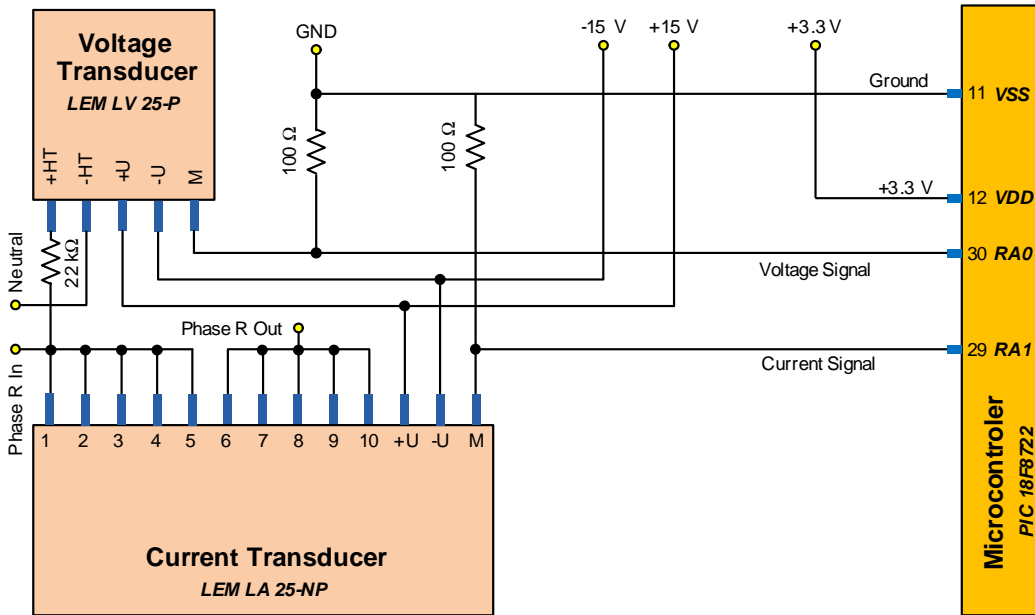 Voltage
Transducer
LEM LV 25-P
+HT
-HT
+U
-U
M
GND
-15 V
+15 V
+3.3 V
Ground
11 VSS
100 Ω
100 Ω
+3.3 V
12 VDD
22 kΩ
Neutral
30 RA0
Voltage Signal
Phase R Out
Phase R In
29 RA1
Current Signal
1 2 3 4 5 6 7 8 9 10 +U -U M
Current Transducer
LEM LA 25-NP
Microcontroler
PIC 18F8722